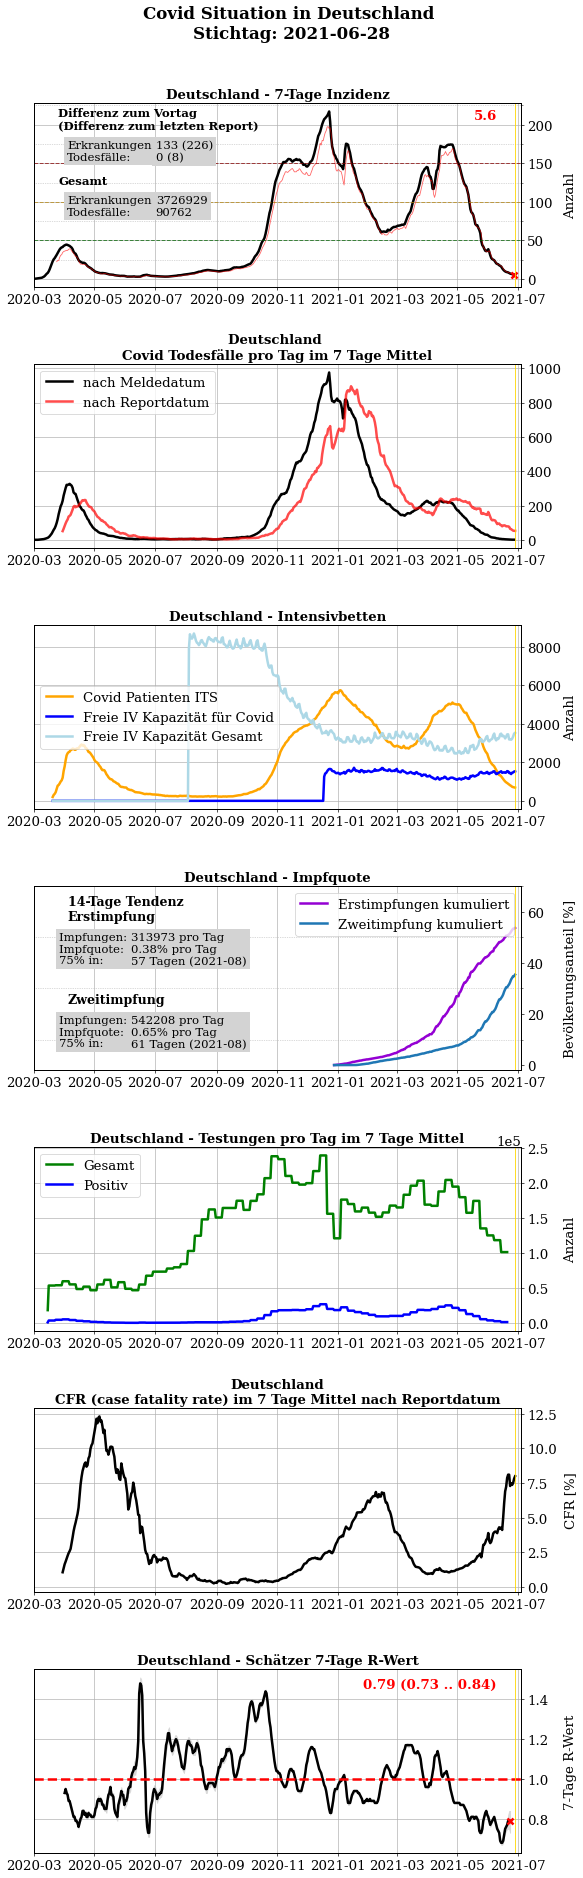 Covid Situation in Deutschland
Stichtag: 2021-06-28
Deutschland - 7-Tage Inzidenz
Differenz zum Vortag
(Differenz zum letzten Report)
Erkrankungen 133 (226)
Todesfälle: 0 (8)
Gesamt
Erkrankungen 3726929
Todesfälle: 90762
5.6
200
150
100
50
0
Anzahl
2020-03 2020-05 2020-07 2020-09 2020-11 2021-01 2021-03 2021-05 2021-07
Deutschland
Covid Todesfälle pro Tag im 7 Tage Mittel
nach Meldedatum
nach Reportdatum
1000
800
600
400
200
0
2020-03 2020-05 2020-07 2020-09 2020-11 2021-01 2021-03 2021-05 2021-07
Deutschland - Intensivbetten
Covid Patienten ITS
Freie IV Kapazität für Covid
Freie IV Kapazität Gesamt
8000
6000
4000
2000
0
Anzahl
2020-03 2020-05 2020-07 2020-09 2020-11 2021-01 2021-03 2021-05 2021-07
Deutschland - Impfquote
14-Tage Tendenz
Erstimpfung
Impfungen: 313973 pro Tag
Impfquote: 0.38% pro Tag
75% in: 57 Tagen (2021-08)
Zweitimpfung
Impfungen: 542208 pro Tag
Impfquote: 0.65% pro Tag
75% in: 61 Tagen (2021-08)
Erstimpfungen kumuliert
Zweitimpfung kumuliert
60
40
20
0
Bevölkerungsanteil [%]
2020-03 2020-05 2020-07 2020-09 2020-11 2021-01 2021-03 2021-05 2021-07
Deutschland - Testungen pro Tag im 7 Tage Mittel
1e5
Gesamt
Positiv
2.5
2.0
1.5
1.0
0.5
0.0
Anzahl
2020-03 2020-05 2020-07 2020-09 2020-11 2021-01 2021-03 2021-05 2021-07
Deutschland
CFR (case fatality rate) im 7 Tage Mittel nach Reportdatum
12.5
10.0
7.5
5.0
2.5
0.0
CFR [%]
2020-03 2020-05 2020-07 2020-09 2020-11 2021-01 2021-03 2021-05 2021-07
Deutschland - Schätzer 7-Tage R-Wert
0.79 (0.73 .. 0.84)
1.4
1.2
1.0
0.8
7-Tage R-Wert
2020-03 2020-05 2020-07 2020-09 2020-11 2021-01 2021-03 2021-05 2021-07